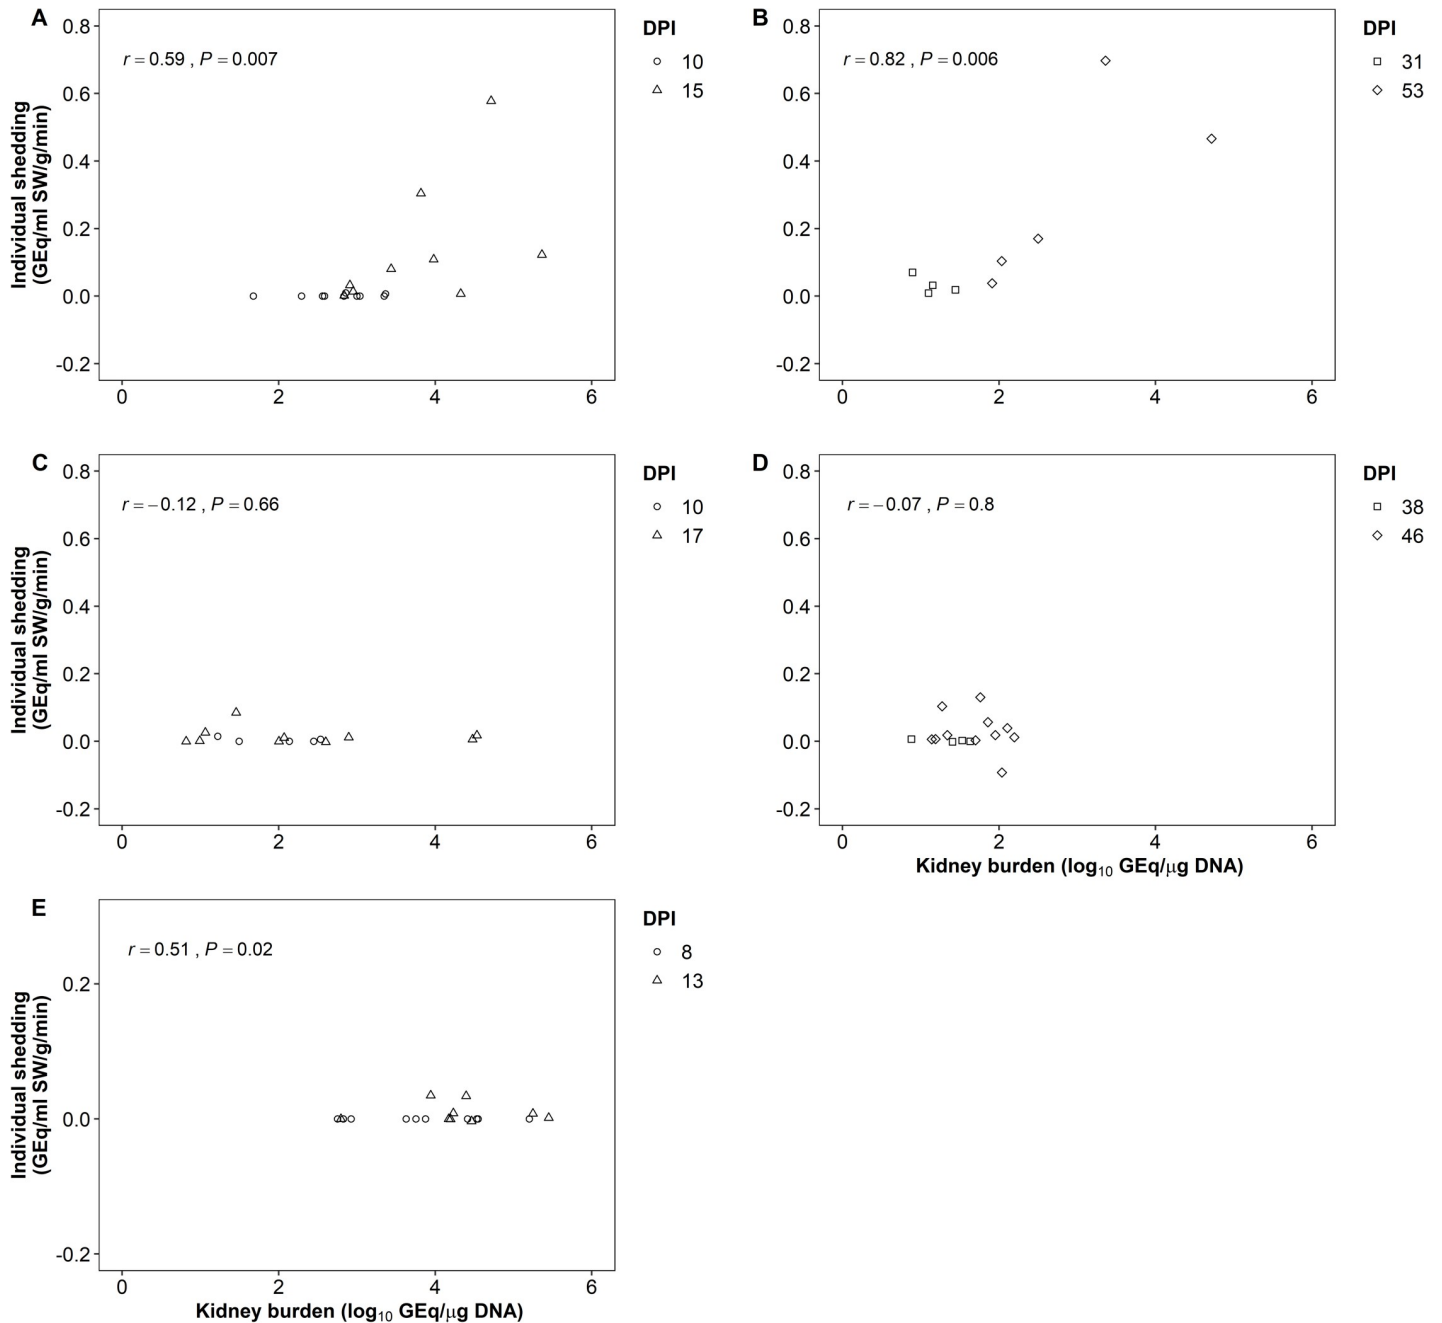 A
r = 0.59 , P = 0.007
DPI
10
15
Individual shedding
(GEq/ml SW/g/min)
0.8
0.6
0.4
0.2
0.0
-0.2
0 2 4 6
B
r = 0.82 , P = 0.006
DPI
31
53
0.8
0.6
0.4
0.2
0.0
-0.2
0 2 4 6
C
r = −0.12 , P = 0.66
DPI
10
17
Individual shedding
(GEq/ml SW/g/min)
0.8
0.6
0.4
0.2
0.0
-0.2
0 2 4 6
D
r = −0.07 , P = 0.8
DPI
38
46
0.8
0.6
0.4
0.2
0.0
-0.2
0 2 4 6
Kidney burden (log₁₀ GEq/μg DNA)
E
r = 0.51 , P = 0.02
DPI
8
13
Individual shedding
(GEq/ml SW/g/min)
0.2
0.0
-0.2
0 2 4 6
Kidney burden (log₁₀ GEq/μg DNA)